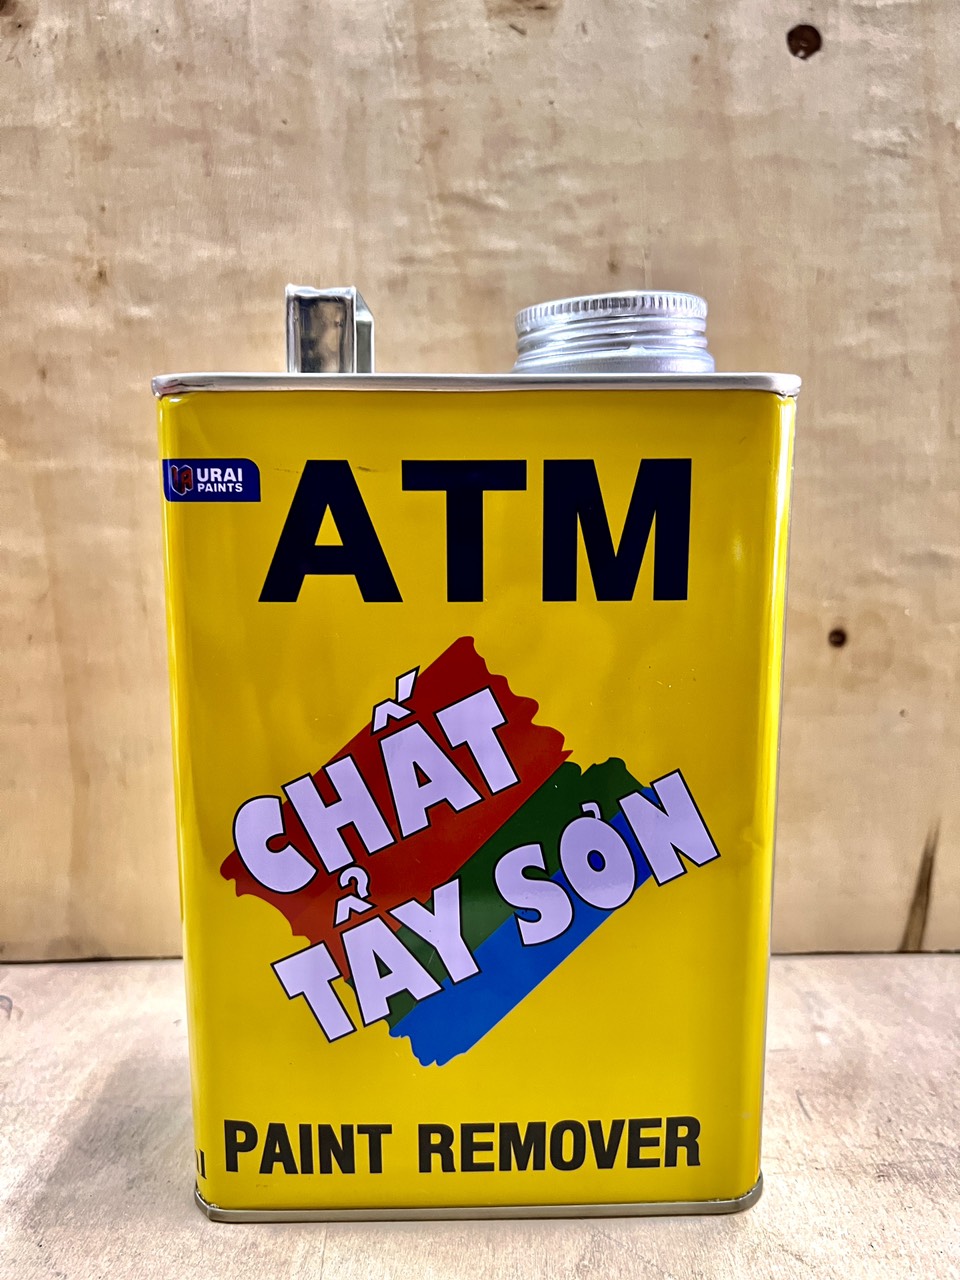 URAI
PAINTS
ATM
CHẤT
TẨY SƠN
PAINT REMOVER